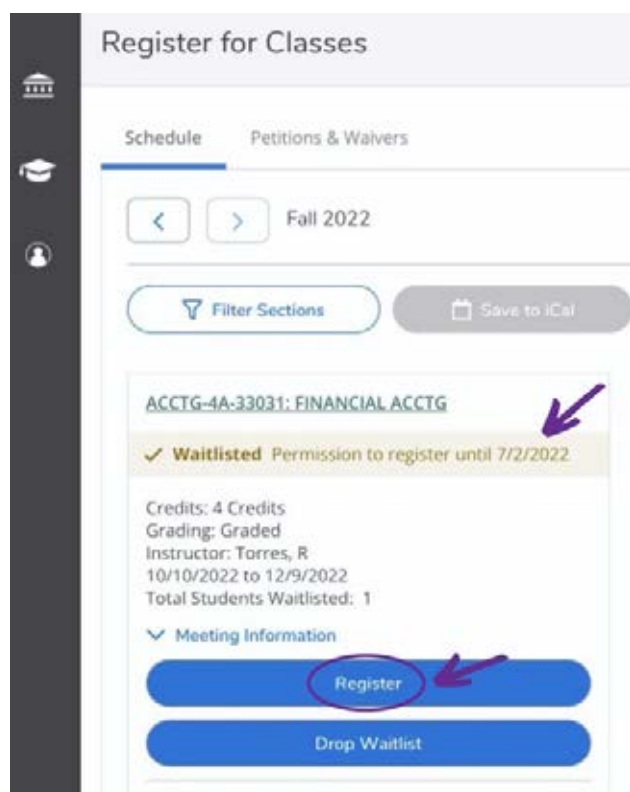 Register for Classes
Schedule Petitions & Waivers
Fall 2022
Filter Sections Save to iCal
ACCTG-4A-33031: FINANCIAL ACCTG
Waitlisted Permission to register until 7/2/2022
Credits: 4 Credits
Grading: Graded
Instructor: Torres, R
10/10/2022 to 12/9/2022
Total Students Waitlisted: 1
Meeting Information
Register
Drop Waitlist